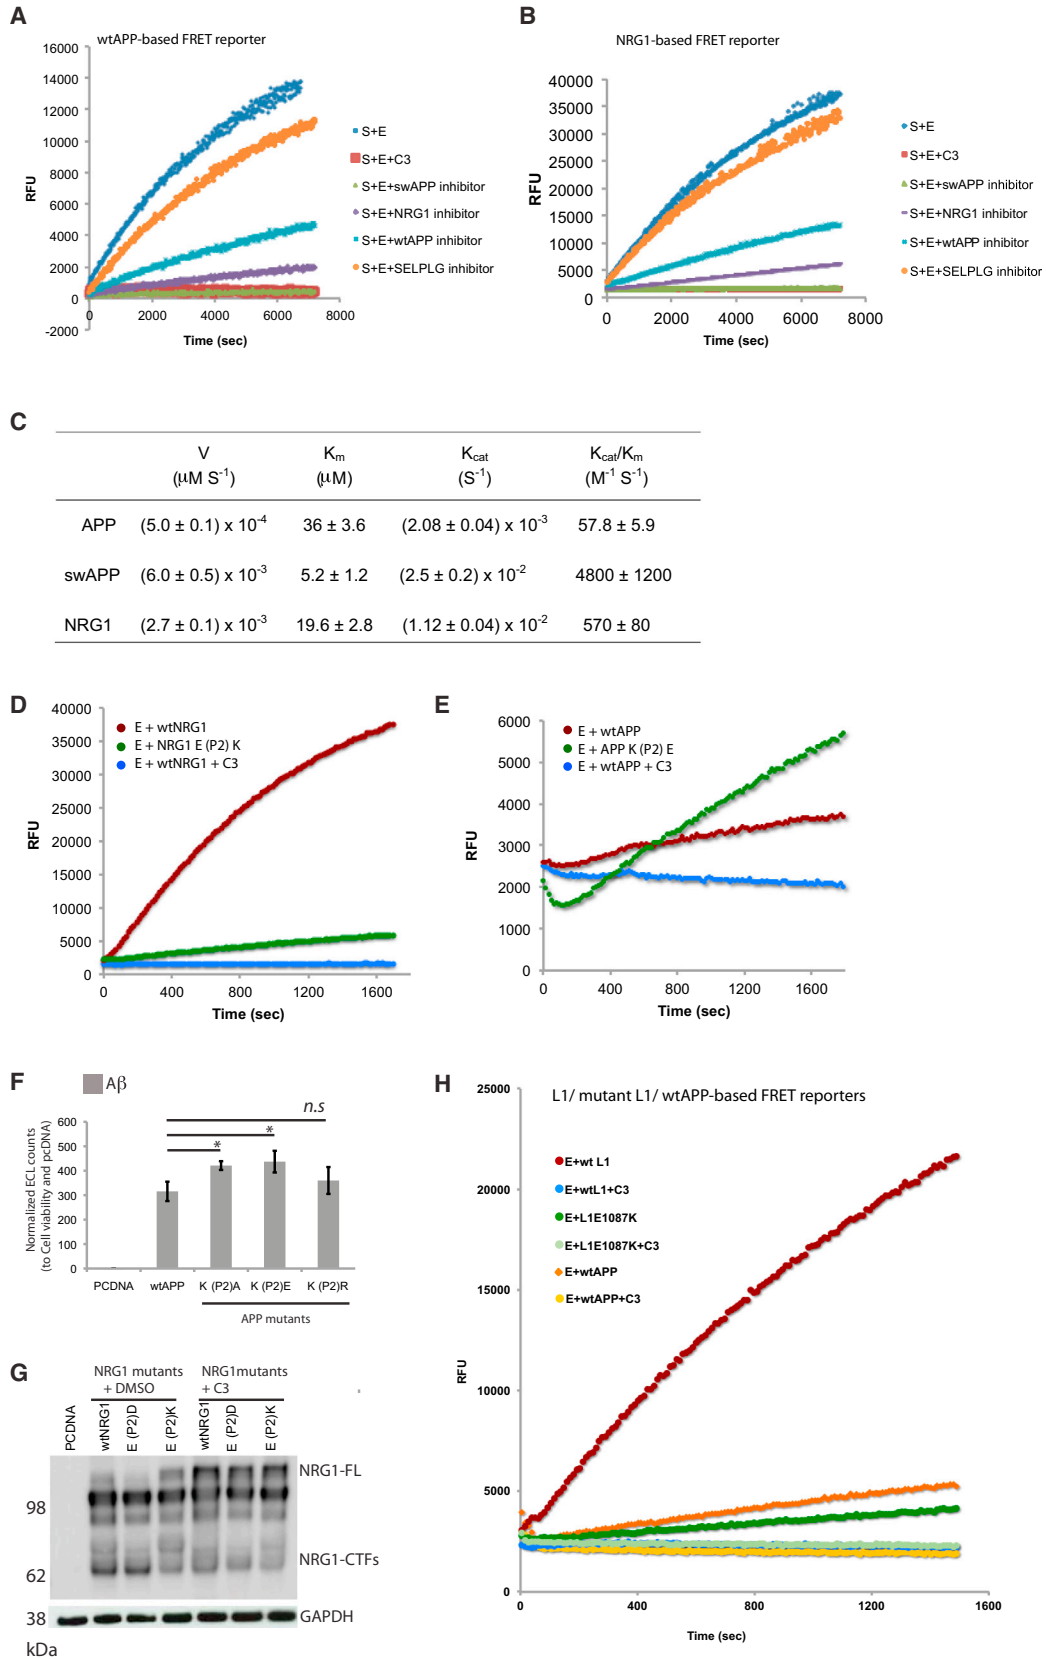 A
wtAPP-based FRET reporter
16000
14000
12000
10000
8000
6000
4000
2000
0
-2000
RFU
0 2000 4000 6000 8000
Time (sec)
S+E
S+E+C3
S+E+swAPP inhibitor
S+E+NRG1 inhibitor
S+E+wtAPP inhibitor
S+E+SELPLG inhibitor
B
NRG1-based FRET reporter
40000
35000
30000
25000
20000
15000
10000
5000
0
RFU
0 2000 4000 6000 8000
Time (sec)
S+E
S+E+C3
S+E+swAPP inhibitor
S+E+NRG1 inhibitor
S+E+wtAPP inhibitor
S+E+SELPLG inhibitor
C
V Km Kcat Kcat/Km
(µM S-1) (µM) (S-1) (M-1 S-1)
APP (5.0 ± 0.1) x 10-4 36 ± 3.6 (2.08 ± 0.04) x 10-3 57.8 ± 5.9
swAPP (6.0 ± 0.5) x 10-3 5.2 ± 1.2 (2.5 ± 0.2) x 10-2 4800 ± 1200
NRG1 (2.7 ± 0.1) x 10-3 19.6 ± 2.8 (1.12 ± 0.04) x 10-2 570 ± 80
D
40000
35000
30000
25000
20000
15000
10000
5000
0
RFU
E + wtNRG1
E + NRG1 E (P2) K
E + wtNRG1 + C3
0 400 800 1200 1600
Time (sec)
E
6000
5000
4000
3000
2000
1000
0
RFU
E + wtAPP
E + APP K (P2) E
E + wtAPP + C3
0 400 800 1200 1600
Time (sec)
F
Aβ
Normalized ECL counts
(to Cell viability and pcDNA)
600
500
400
300
200
100
0
n.s
*
*
PCDNA wtAPP K (P2)A K (P2)E K (P2)R
APP mutants
G
NRG1 mutants
+ DMSO
NRG1mutants
+ C3
PCDNA
wtNRG1
E (P2)D
E (P2)K
wtNRG1
E (P2)D
E (P2)K
NRG1-FL
98
NRG1-CTFs
62
38
GAPDH
kDa
H
L1/ mutant L1/ wtAPP-based FRET reporters
25000
20000
15000
10000
5000
0
RFU
E+wt L1
E+wtL1+C3
E+L1E1087K
E+L1E1087K+C3
E+wtAPP
E+wtAPP+C3
0 400 800 1200 1600
Time (sec)